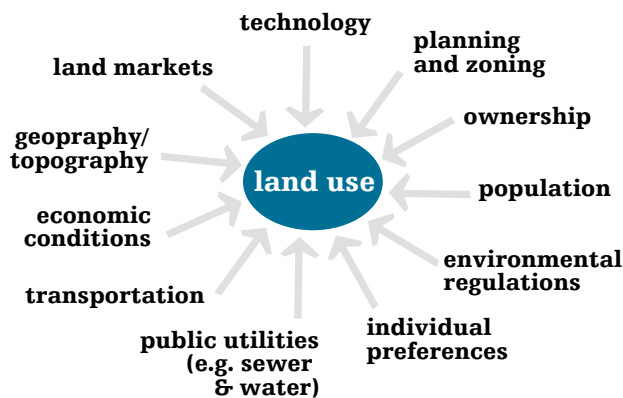 technology
planning
and zoning
land markets
ownership
geopraphy/
topography
land use
population
economic
conditions
environmental
regulations
transportation
individual
preferences
public utilities
(e.g. sewer
& water)